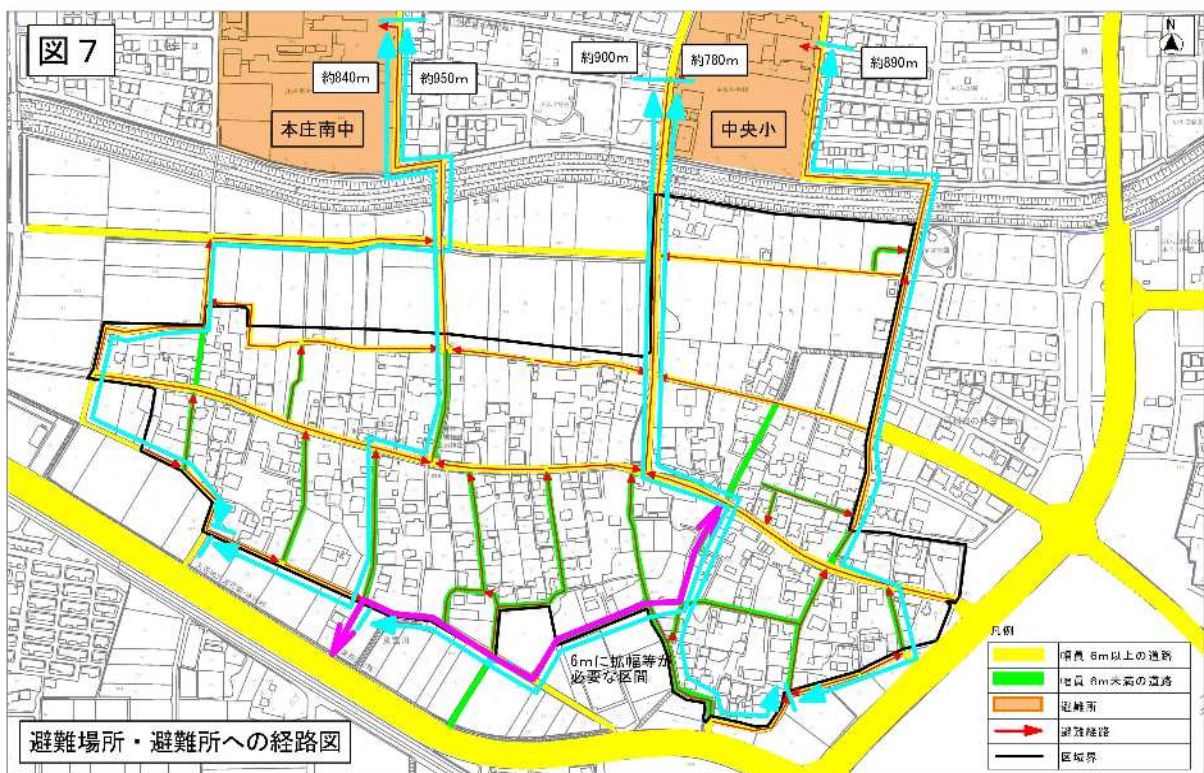 図７
N
約840m
約950m
約900m
約780m
約890m
本庄南中
中央小
6mに拡幅等が
必要な区間
凡例
幅員 6m以上の道路
幅員 6m未満の道路
避難所
避難経路
区域界
避難場所・避難所への経路図